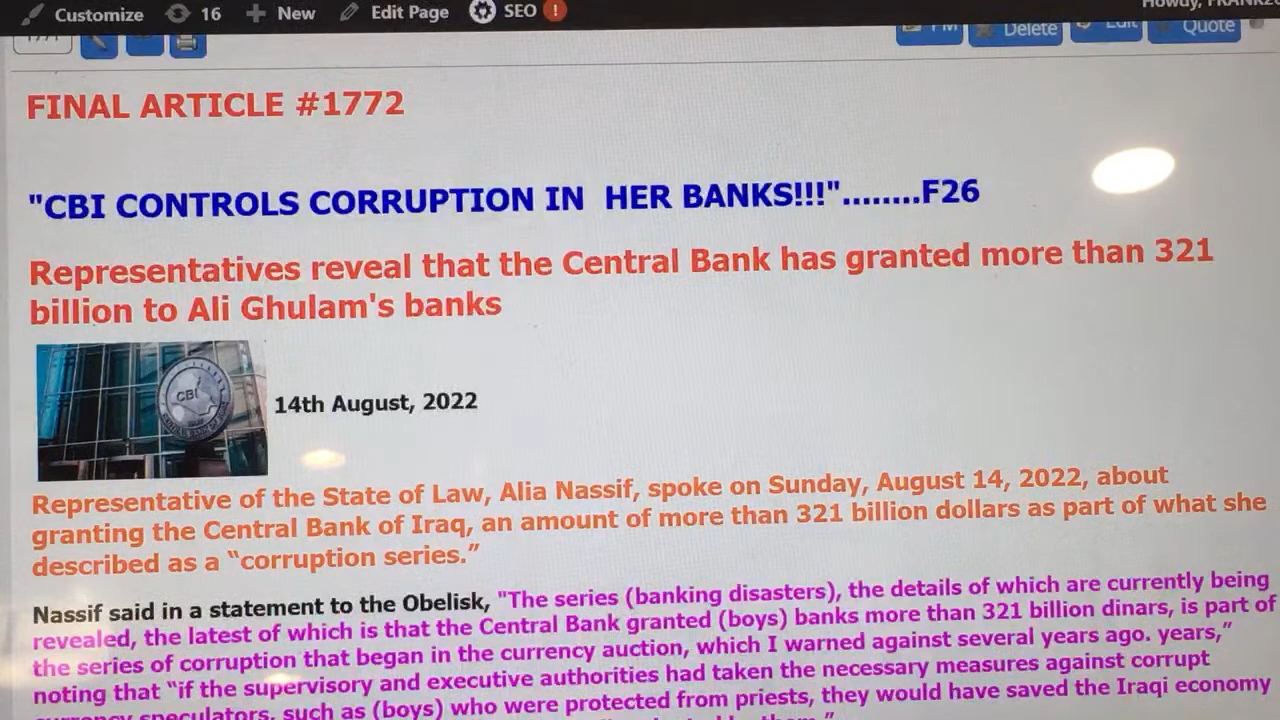 Customize 16 New Edit Page SEO !
Howdy,
PM Delete Edit Quote
FINAL ARTICLE #1772
"CBI CONTROLS CORRUPTION IN HER BANKS!!!"........F26
Representatives reveal that the Central Bank has granted more than 321
billion to Ali Ghulam's banks
CBI
14th August, 2022
Representative of the State of Law, Alia Nassif, spoke on Sunday, August 14, 2022, about
granting the Central Bank of Iraq, an amount of more than 321 billion dollars as part of what she
described as a “corruption series.”
Nassif said in a statement to the Obelisk, "The series (banking disasters), the details of which are currently being
revealed, the latest of which is that the Central Bank granted (boys) banks more than 321 billion dinars, is part of
the series of corruption that began in the currency auction, which I warned against several years ago. years,”
noting that “if the supervisory and executive authorities had taken the necessary measures against corrupt
currency speculators, such as (boys) who were protected from priests, they would have saved the Iraqi economy